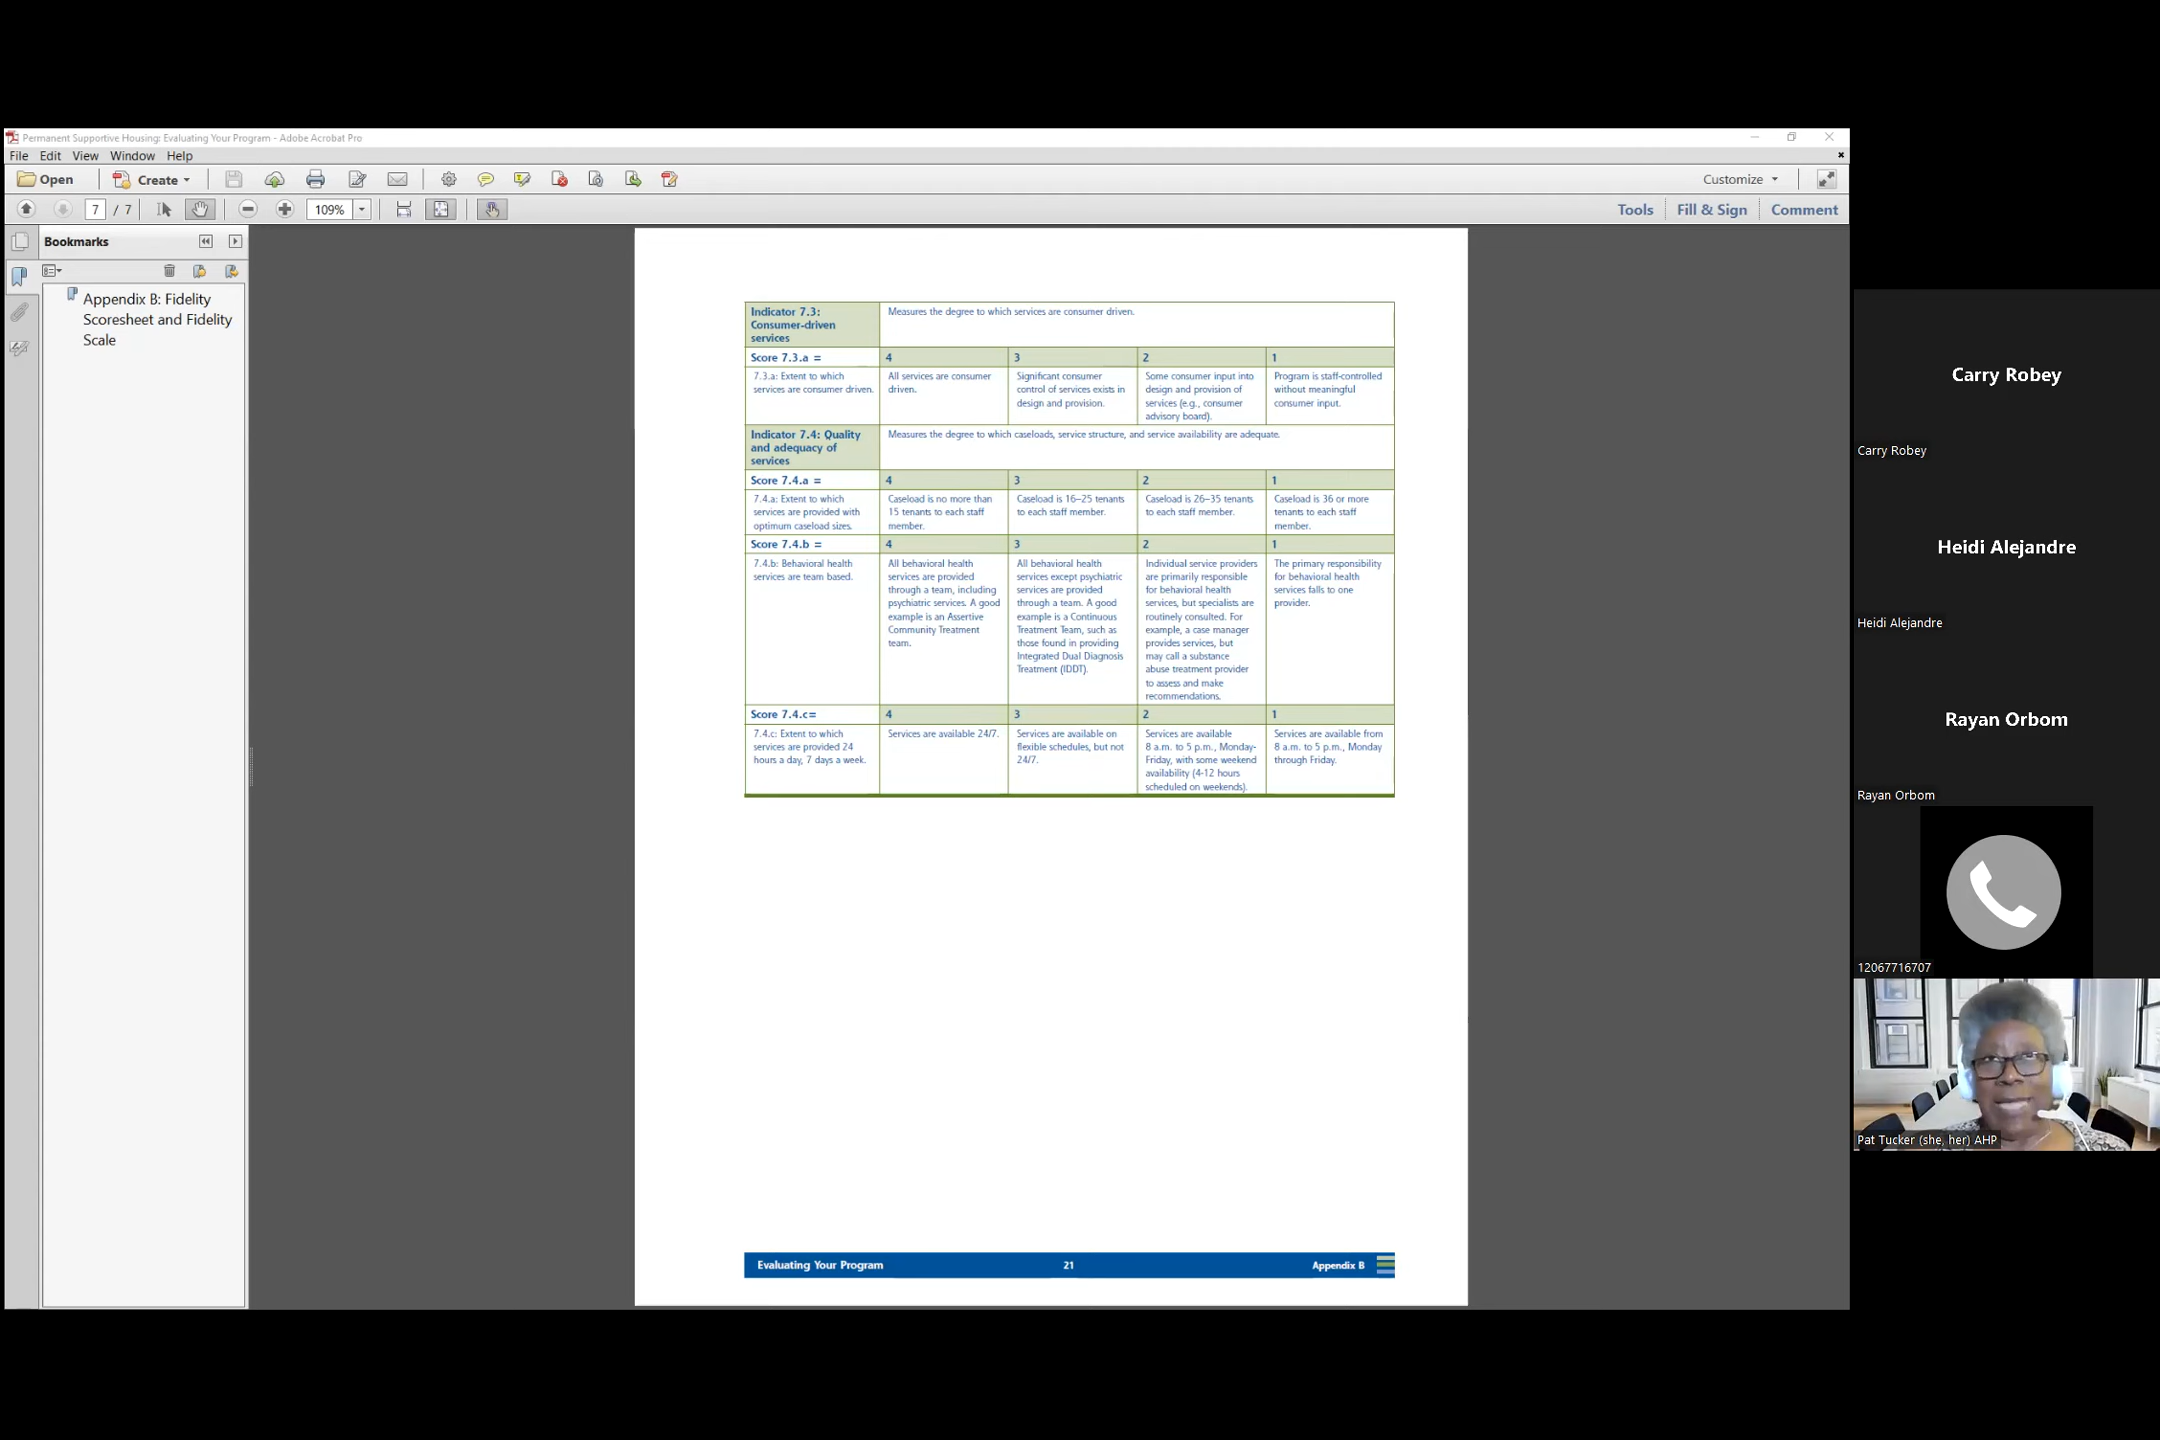 Permanent Supportive Housing: Evaluating Your Program - Adobe Acrobat Pro
File Edit View Window Help
Open Create Customize
7 / 7 109% Tools Fill & Sign Comment
Bookmarks
Appendix B: Fidelity
Scoresheet and Fidelity
Scale
Indicator 7.3:
Consumer-driven
services
Measures the degree to which services are consumer driven.
Score 7.3.a = 4 3 2 1
7.3.a: Extent to which
services are consumer driven.
All services are consumer
driven.
Significant consumer
control of services exists in
design and provision.
Some consumer input into
design and provision of
services (e.g., consumer
advisory board).
Program is staff-controlled
without meaningful
consumer input.
Indicator 7.4: Quality
and adequacy of
services
Measures the degree to which caseloads, service structure, and service availability are adequate.
Score 7.4.a = 4 3 2 1
7.4.a: Extent to which
services are provided with
optimum caseload sizes.
Caseload is no more than
15 tenants to each staff
member.
Caseload is 16–25 tenants
to each staff member.
Caseload is 26–35 tenants
to each staff member.
Caseload is 36 or more
tenants to each staff
member.
Score 7.4.b = 4 3 2 1
7.4.b: Behavioral health
services are team based.
All behavioral health
services are provided
through a team, including
psychiatric services. A good
example is an Assertive
Community Treatment
team.
All behavioral health
services except psychiatric
services are provided
through a team. A good
example is a Continuous
Treatment Team, such as
those found in providing
Integrated Dual Diagnosis
Treatment (IDDT).
Individual service providers
are primarily responsible
for behavioral health
services, but specialists are
routinely consulted. For
example, a case manager
provides services, but
may call a substance
abuse treatment provider
to assess and make
recommendations.
The primary responsibility
for behavioral health
services falls to one
provider.
Score 7.4.c= 4 3 2 1
7.4.c: Extent to which
services are provided 24
hours a day, 7 days a week.
Services are available 24/7.
Services are available on
flexible schedules, but not
24/7.
Services are available
8 a.m. to 5 p.m., Monday-
Friday, with some weekend
availability (4-12 hours
scheduled on weekends).
Services are available from
8 a.m. to 5 p.m., Monday
through Friday.
Evaluating Your Program 21 Appendix B
Carry Robey
Carry Robey
Heidi Alejandre
Heidi Alejandre
Rayan Orbom
Rayan Orbom
12067716707
Pat Tucker (she, her) AHP